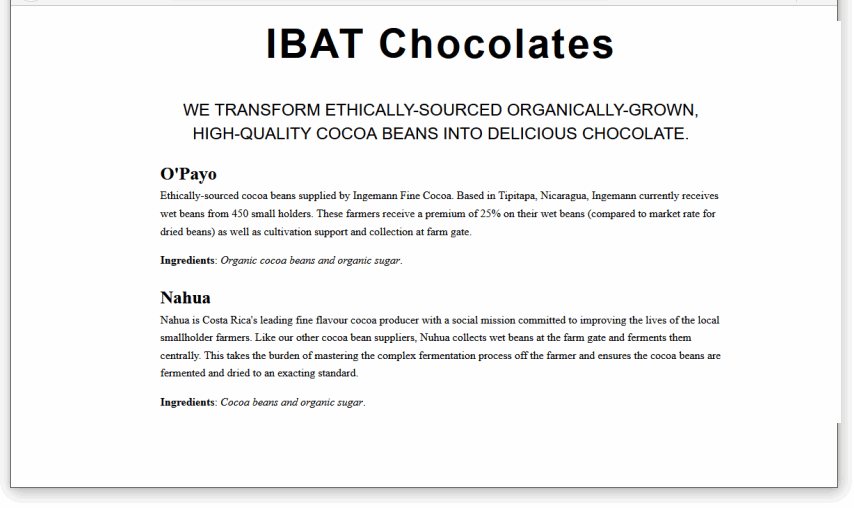 IBAT Chocolates
WE TRANSFORM ETHICALLY-SOURCED ORGANICALLY-GROWN,
HIGH-QUALITY COCOA BEANS INTO DELICIOUS CHOCOLATE.
O'Payo
Ethically-sourced cocoa beans supplied by Ingemann Fine Cocoa. Based in Tipitapa, Nicaragua, Ingemann currently receives
wet beans from 450 small holders. These farmers receive a premium of 25% on their wet beans (compared to market rate for
dried beans) as well as cultivation support and collection at farm gate.
Ingredients: Organic cocoa beans and organic sugar.
Nahua
Nahua is Costa Rica's leading fine flavour cocoa producer with a social mission committed to improving the lives of the local
smallholder farmers. Like our other cocoa bean suppliers, Nuhua collects wet beans at the farm gate and ferments them
centrally. This takes the burden of mastering the complex fermentation process off the farmer and ensures the cocoa beans are
fermented and dried to an exacting standard.
Ingredients: Cocoa beans and organic sugar.